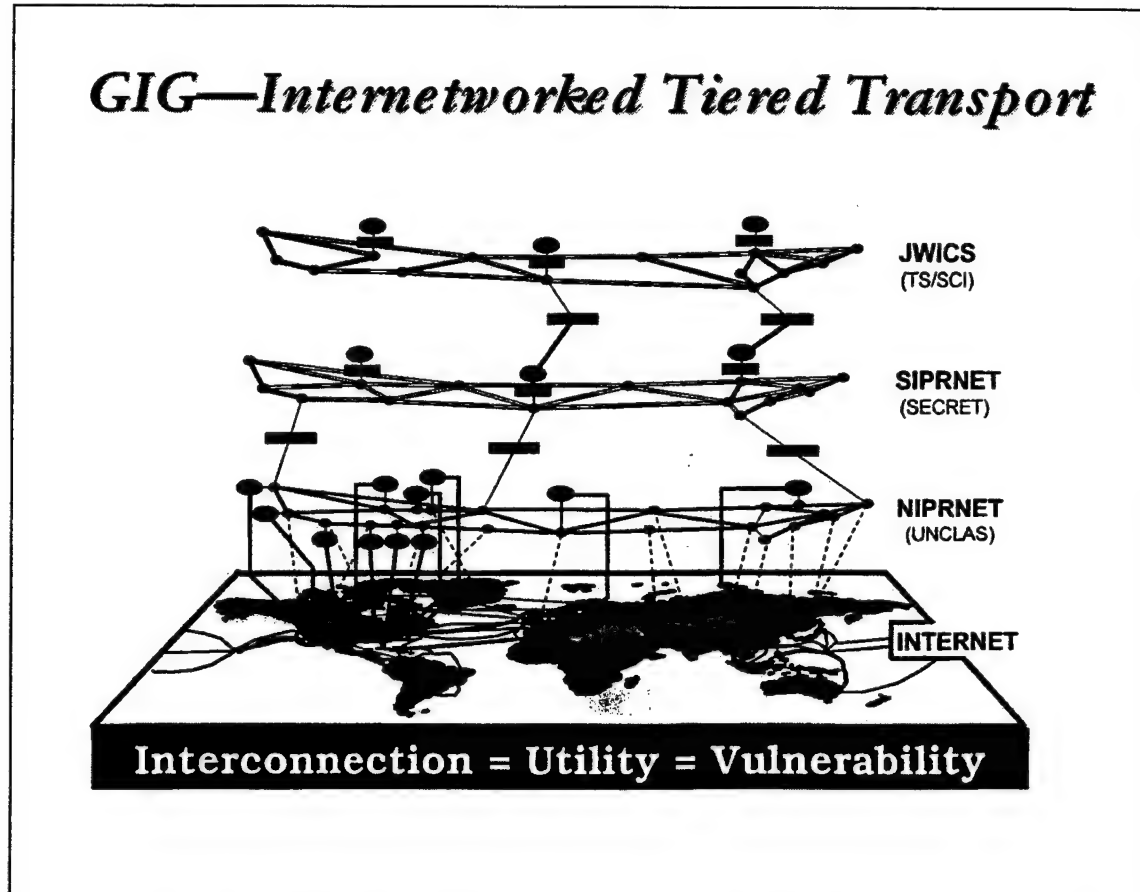 GIG—Internetworked Tiered Transport
JWICS
(TS/SCI)
SIPRNET
(SECRET)
NIPRNET
(UNCLAS)
INTERNET
Interconnection = Utility = Vulnerability